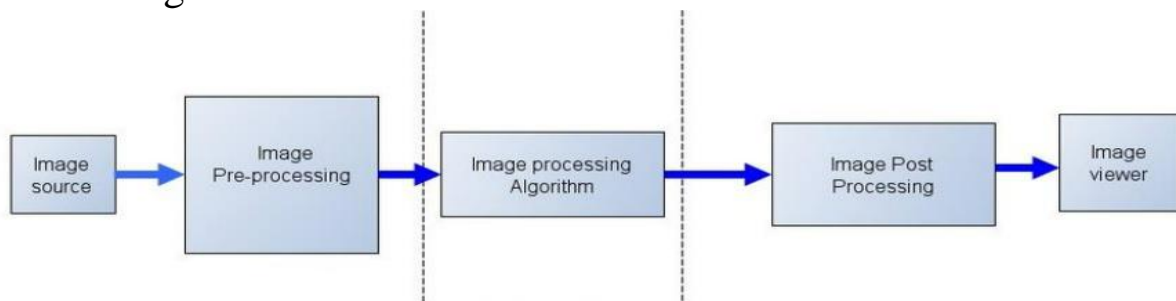 Image
source
Image
Pre-processing
Image processing
Algorithm
Image Post
Processing
Image
viewer